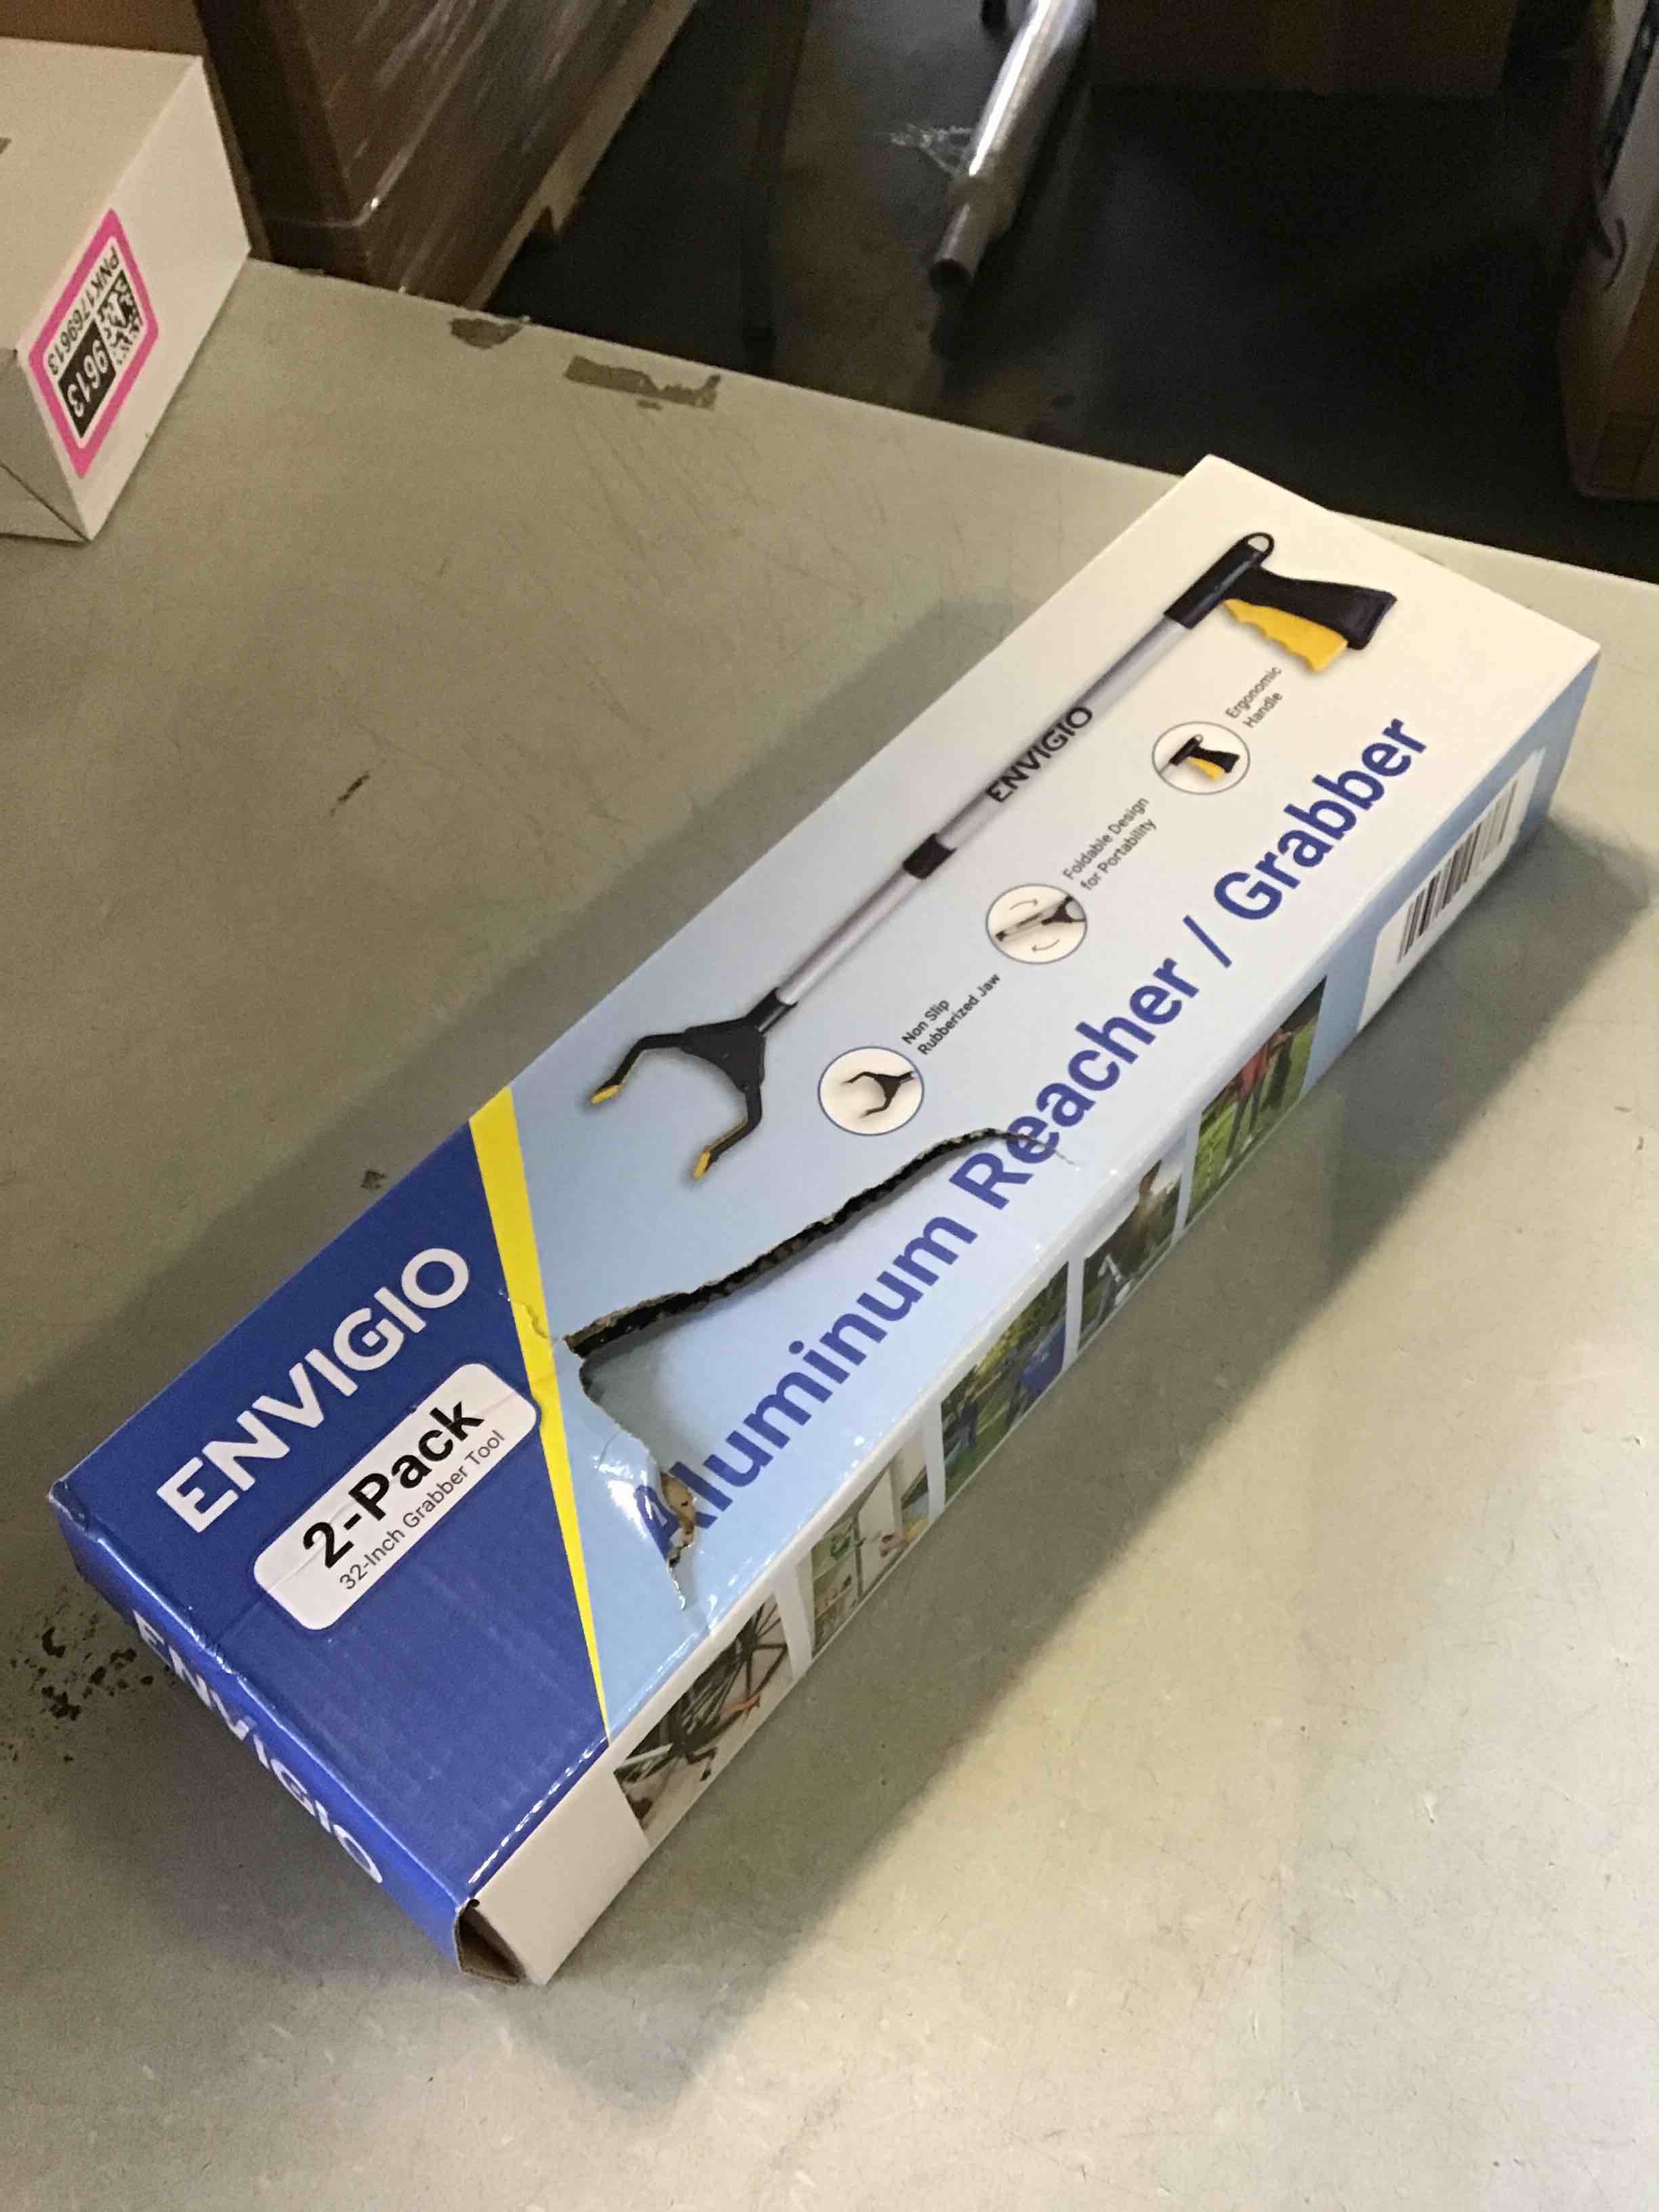 PNK1769613
9613
ENVIGIO
Ergonomic
Handle
Foldable Design
for Portability
Non Slip
Rubberized Jaw
Aluminum Reacher / Grabber
ENVIGIO
2-Pack
32-Inch Grabber Tool
ENVIGIO